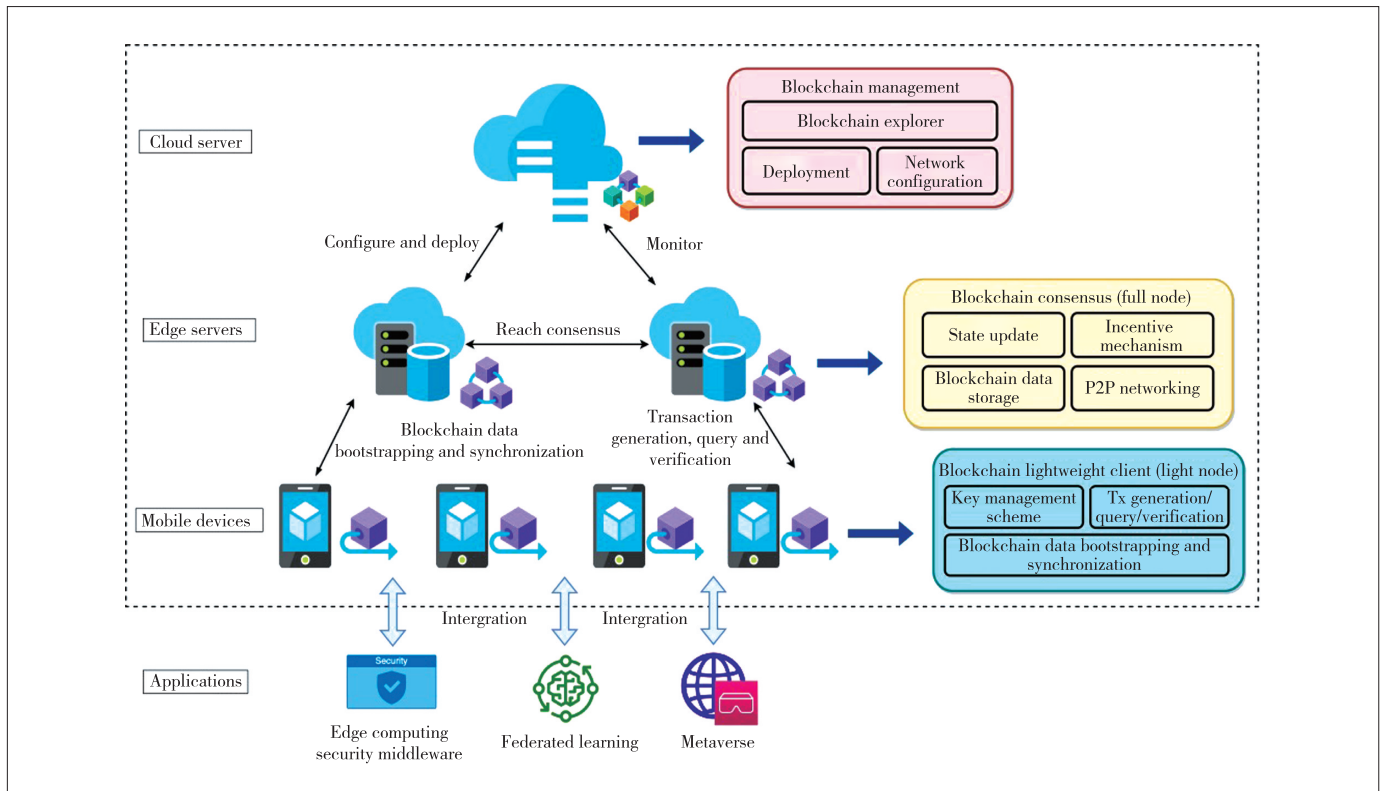 Blockchain management
Blockchain explorer
Cloud server
Deployment
Network
configuration
Configure and deploy
Monitor
Blockchain consensus (full node)
Edge servers
Reach consensus
State update
Incentive
mechanism
Blockchain data
storage
P2P networking
Blockchain data
bootstrapping and synchronization
Transaction
generation, query and
verification
Blockchain lightweight client (light node)
Mobile devices
Key management
scheme
Tx generation/
query/verification
Blockchain data bootstrapping and
synchronization
Intergration
Intergration
Applications
Security
Edge computing
security middleware
Federated learning
Metaverse